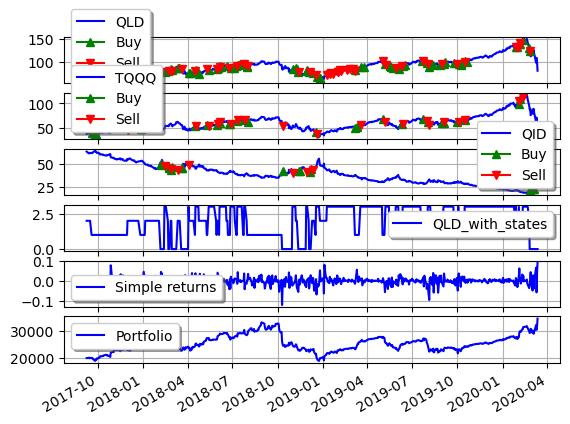 QLD
Buy
Sell
150
100
TQQQ
Buy
Sell
100
50
QID
Buy
Sell
50
25
QLD_with_states
2.5
0.0
0.1
0.0
−0.1
Simple returns
30000
20000
Portfolio
2017-10
2018-01
2018-04
2018-07
2018-10
2019-01
2019-04
2019-07
2019-10
2020-01
2020-04